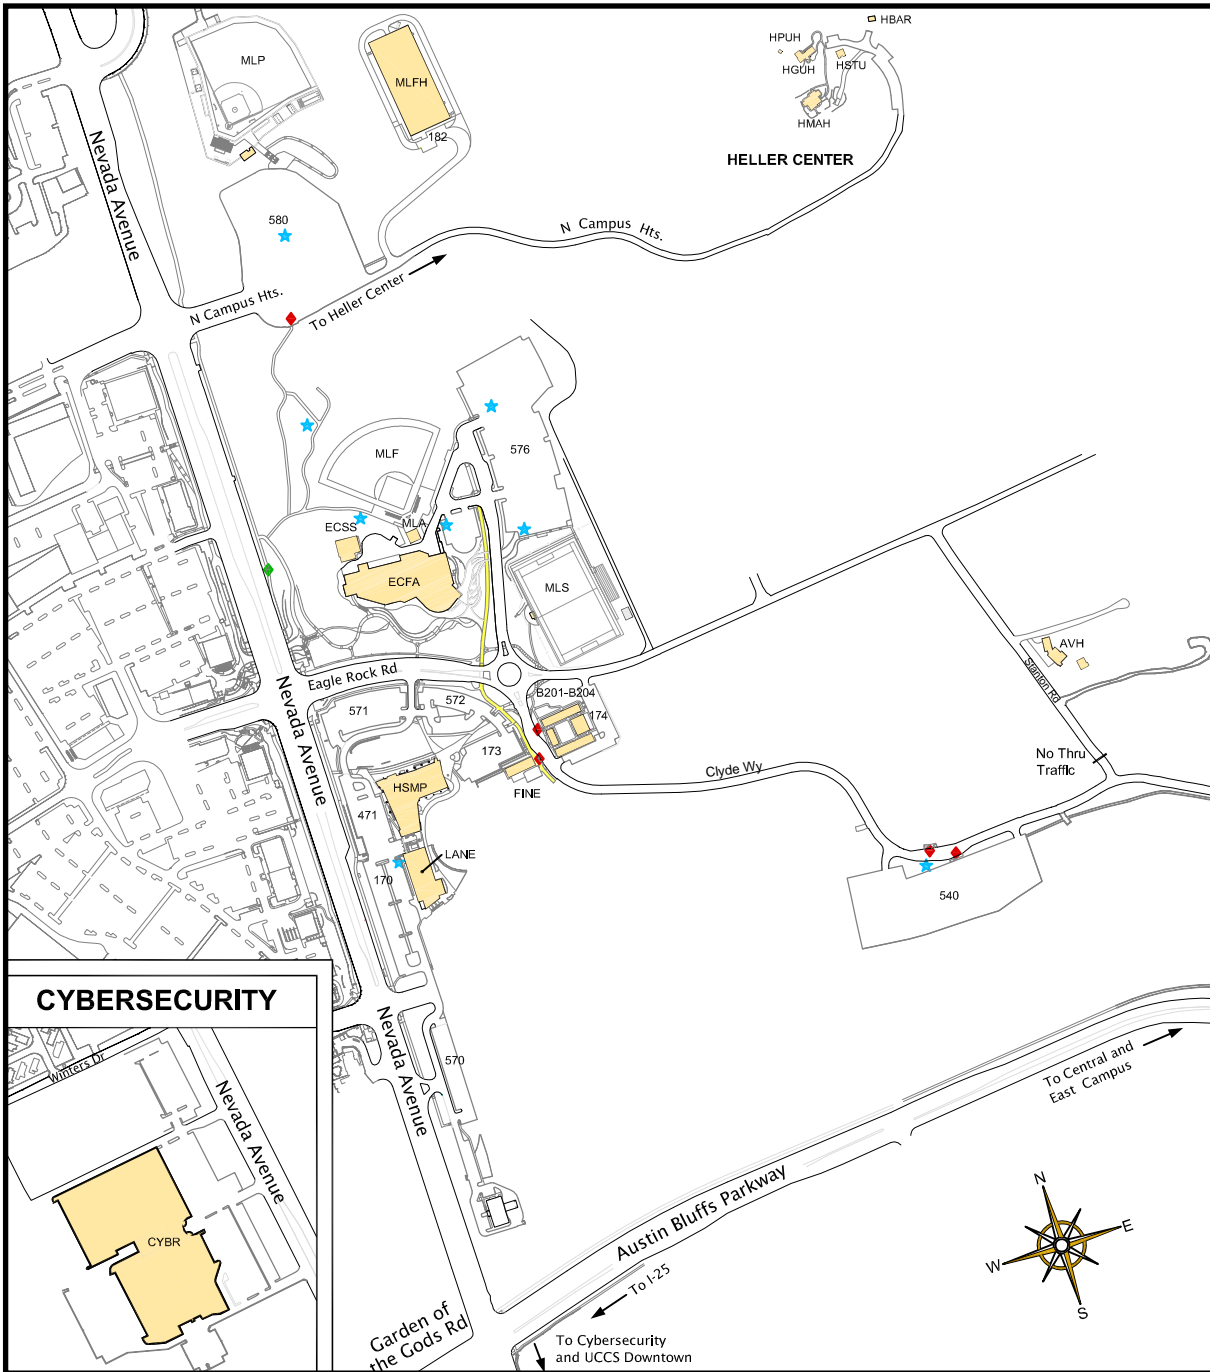 HBAR
HPUH
HGUH
HSTU
HMAH
HELLER CENTER
MLP
MLFH
182
Nevada Avenue
580
N Campus Hts.
N Campus Hts.
To Heller Center
MLF
576
ECSS
MLA
ECFA
MLS
AVH
Stanton Rd
Eagle Rock Rd
B201-B204
174
571
572
173
Nevada Avenue
No Thru
Traffic
Clyde Wy
HSMP
FINE
471
LANE
170
540
CYBERSECURITY
Winters Dr
Nevada Avenue
CYBR
Nevada Avenue
570
To Central and
East Campus
Austin Bluffs Parkway
To I-25
Garden of
the Gods Rd
To Cybersecurity
and UCCS Downtown
N
E
W
S